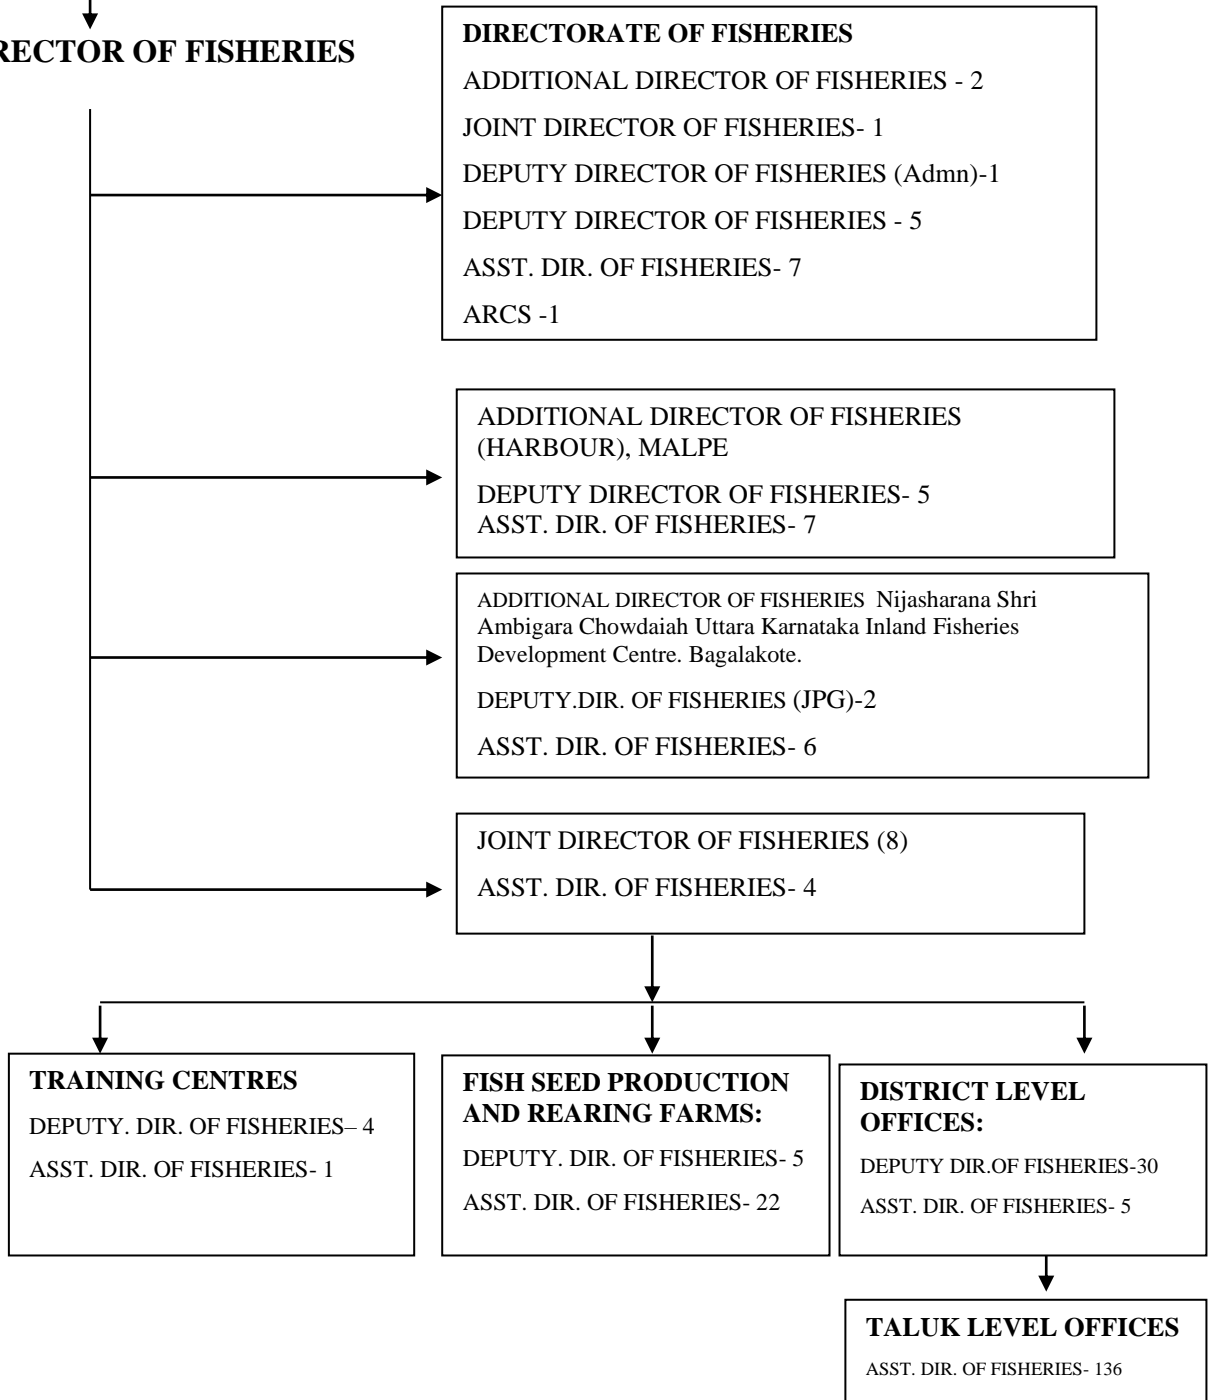 RECTOR OF FISHERIES
DIRECTORATE OF FISHERIES
ADDITIONAL DIRECTOR OF FISHERIES - 2
JOINT DIRECTOR OF FISHERIES- 1
DEPUTY DIRECTOR OF FISHERIES (Admn)-1
DEPUTY DIRECTOR OF FISHERIES - 5
ASST. DIR. OF FISHERIES- 7
ARCS -1
ADDITIONAL DIRECTOR OF FISHERIES
(HARBOUR), MALPE
DEPUTY DIRECTOR OF FISHERIES- 5
ASST. DIR. OF FISHERIES- 7
ADDITIONAL DIRECTOR OF FISHERIES Nijasharana Shri
Ambigara Chowdaiah Uttara Karnataka Inland Fisheries
Development Centre. Bagalakote.
DEPUTY.DIR. OF FISHERIES (JPG)-2
ASST. DIR. OF FISHERIES- 6
JOINT DIRECTOR OF FISHERIES (8)
ASST. DIR. OF FISHERIES- 4
TRAINING CENTRES
DEPUTY. DIR. OF FISHERIES– 4
ASST. DIR. OF FISHERIES- 1
FISH SEED PRODUCTION
AND REARING FARMS:
DEPUTY. DIR. OF FISHERIES- 5
ASST. DIR. OF FISHERIES- 22
DISTRICT LEVEL
OFFICES:
DEPUTY DIR.OF FISHERIES-30
ASST. DIR. OF FISHERIES- 5
TALUK LEVEL OFFICES
ASST. DIR. OF FISHERIES- 136